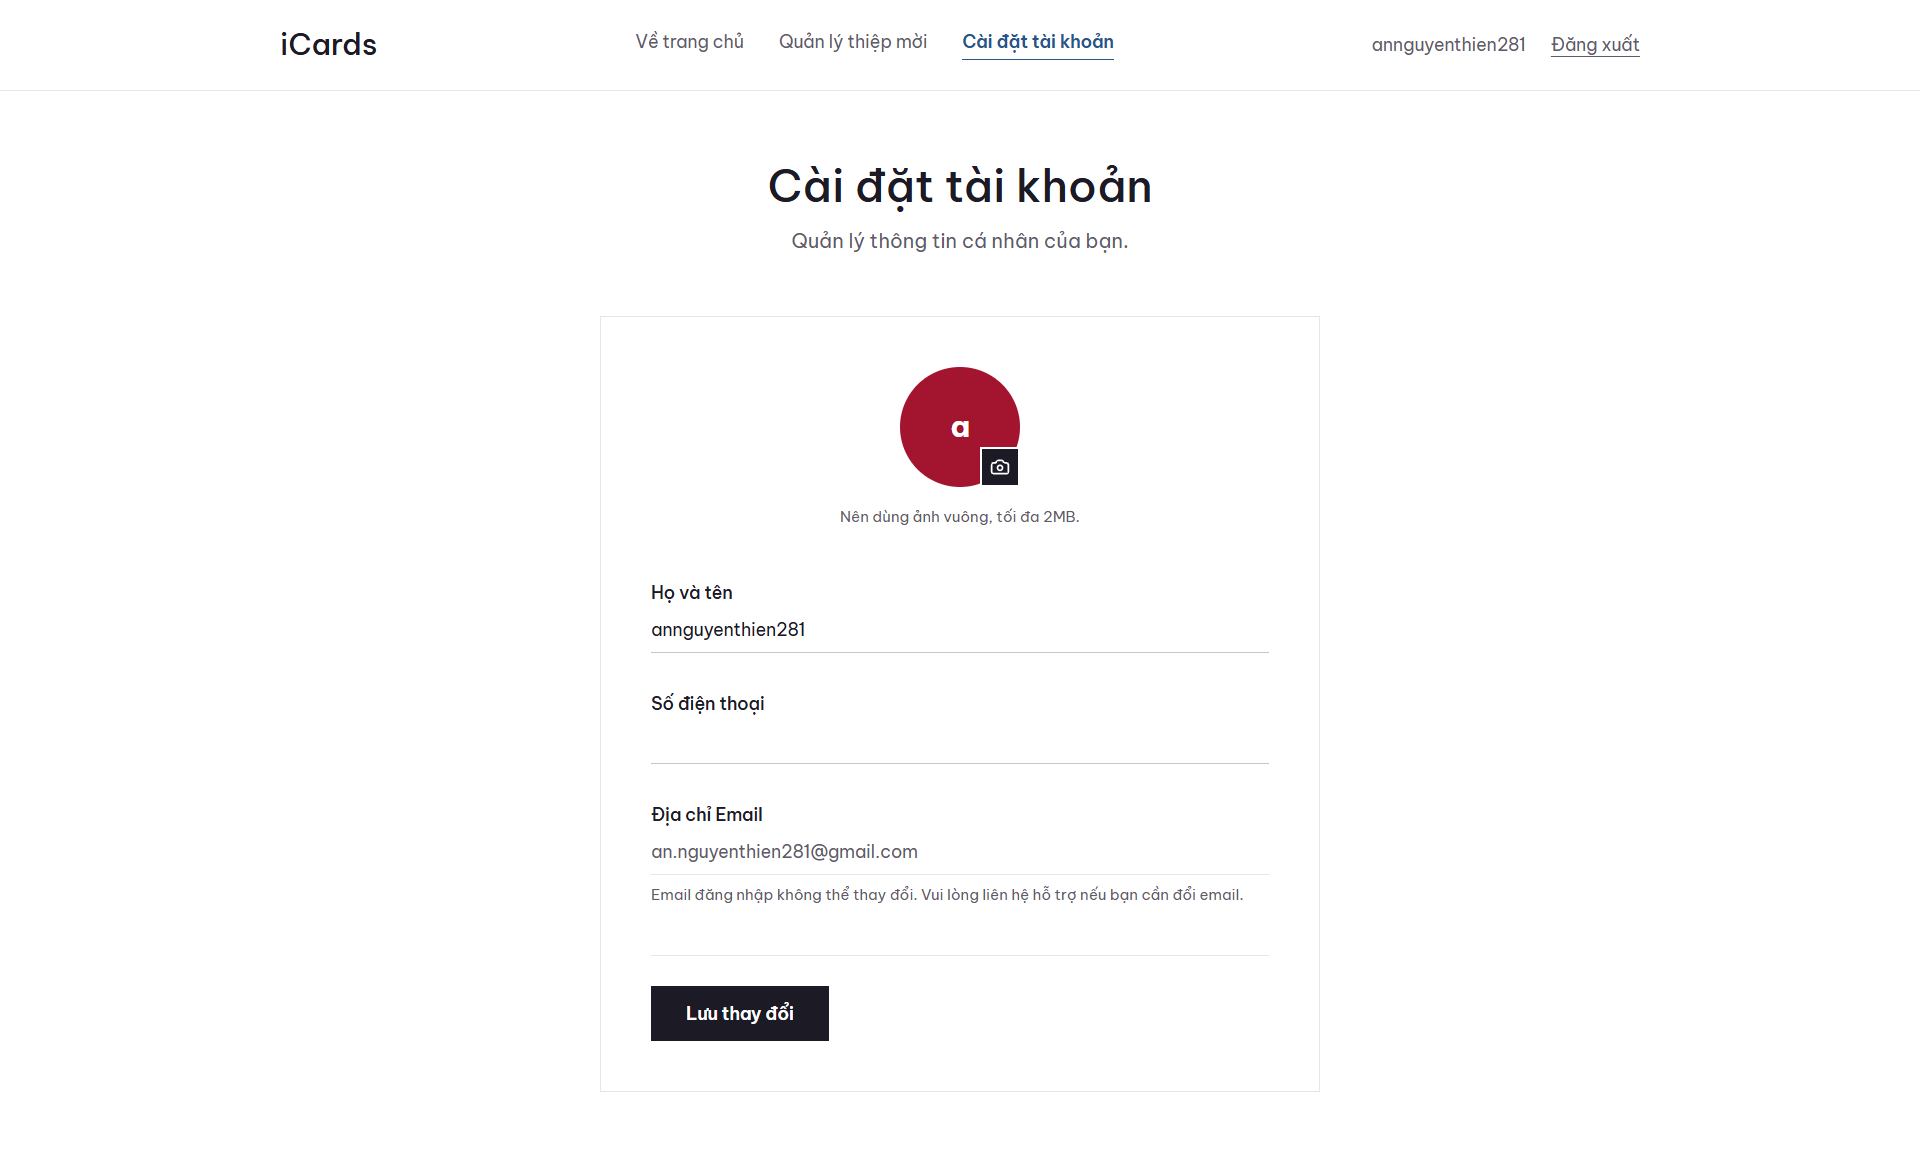 iCards
Về trang chủ
Quản lý thiệp mời
Cài đặt tài khoản
annguyenthien281
Đăng xuất
Cài đặt tài khoản
Quản lý thông tin cá nhân của bạn.
a
Nên dùng ảnh vuông, tối đa 2MB.
Họ và tên
annguyenthien281
Số điện thoại
Địa chỉ Email
an.nguyenthien281@gmail.com
Email đăng nhập không thể thay đổi. Vui lòng liên hệ hỗ trợ nếu bạn cần đổi email.
Lưu thay đổi